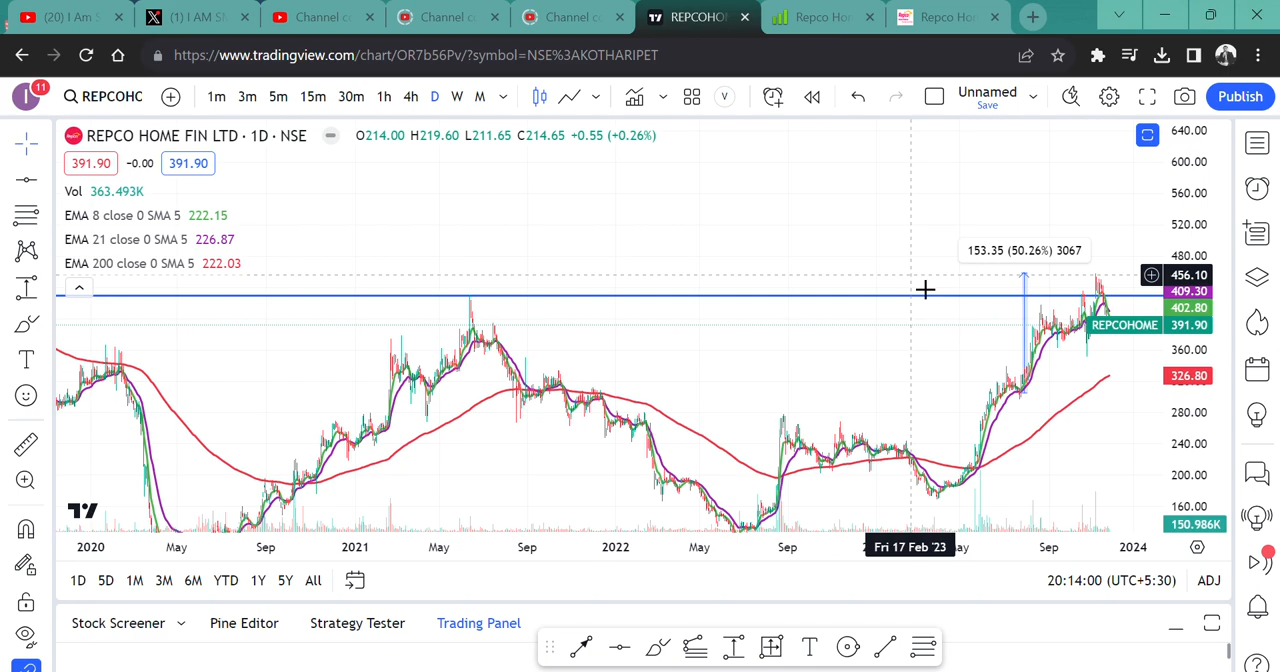 (20) I Am S
(1) I AM SM
Channel co
Channel co
Channel co
REPCOHO
Repco Ho
Repco Ho
https://www.tradingview.com/chart/OR7b56Pv/?symbol=NSE%3AKOTHARIPET
I
11
REPCOHC
1m 3m 5m 15m 30m 1h 4h D W M
V
Unnamed
Save
Publish
REPCO HOME FIN LTD · 1D · NSE
O214.00 H219.60 L211.65 C214.65 +0.55 (+0.26%)
391.90 -0.00 391.90
Vol 363.493K
EMA 8 close 0 SMA 5 222.15
EMA 21 close 0 SMA 5 226.87
EMA 200 close 0 SMA 5 222.03
153.35 (50.26%) 3067
640.00
600.00
560.00
520.00
480.00
456.10
409.30
402.80
REPCOHOME 391.90
360.00
326.80
280.00
240.00
200.00
160.00
150.986K
2020 May Sep 2021 May Sep 2022 May Sep Fri 17 Feb '23 Sep 2024
1D 5D 1M 3M 6M YTD 1Y 5Y All
20:14:00 (UTC+5:30) ADJ
Stock Screener Pine Editor Strategy Tester Trading Panel
T